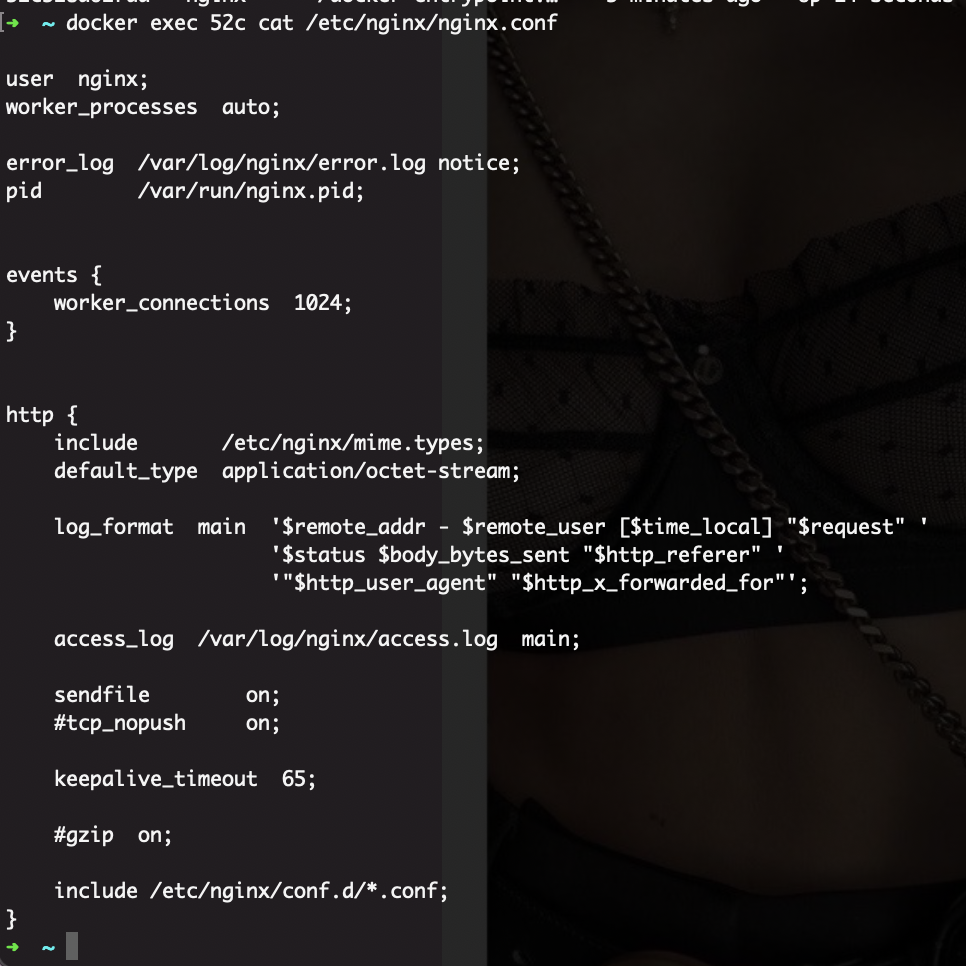 ➜  ~ docker exec 52c cat /etc/nginx/nginx.conf

user  nginx;
worker_processes  auto;

error_log  /var/log/nginx/error.log notice;
pid        /var/run/nginx.pid;


events {
    worker_connections  1024;
}


http {
    include       /etc/nginx/mime.types;
    default_type  application/octet-stream;

    log_format  main  '$remote_addr - $remote_user [$time_local] "$request" '
                      '$status $body_bytes_sent "$http_referer" '
                      '"$http_user_agent" "$http_x_forwarded_for"';

    access_log  /var/log/nginx/access.log  main;

    sendfile        on;
    #tcp_nopush     on;

    keepalive_timeout  65;

    #gzip  on;

    include /etc/nginx/conf.d/*.conf;
}
➜  ~